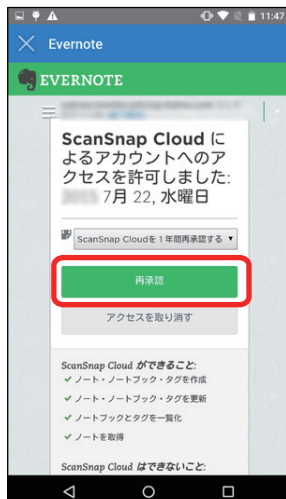 11:47
Evernote
EVERNOTE
ScanSnap Cloud に
よるアカウントへのア
クセスを許可しました:
7月 22, 水曜日
ScanSnap Cloudを1年間再承認する
再承認
アクセスを取り消す
ScanSnap Cloud ができること:
✓ ノート・ノートブック・タグを作成
✓ ノート・ノートブック・タグを更新
✓ ノートブックとタグを一覧化
✓ ノートを取得
ScanSnap Cloud はできないこと: